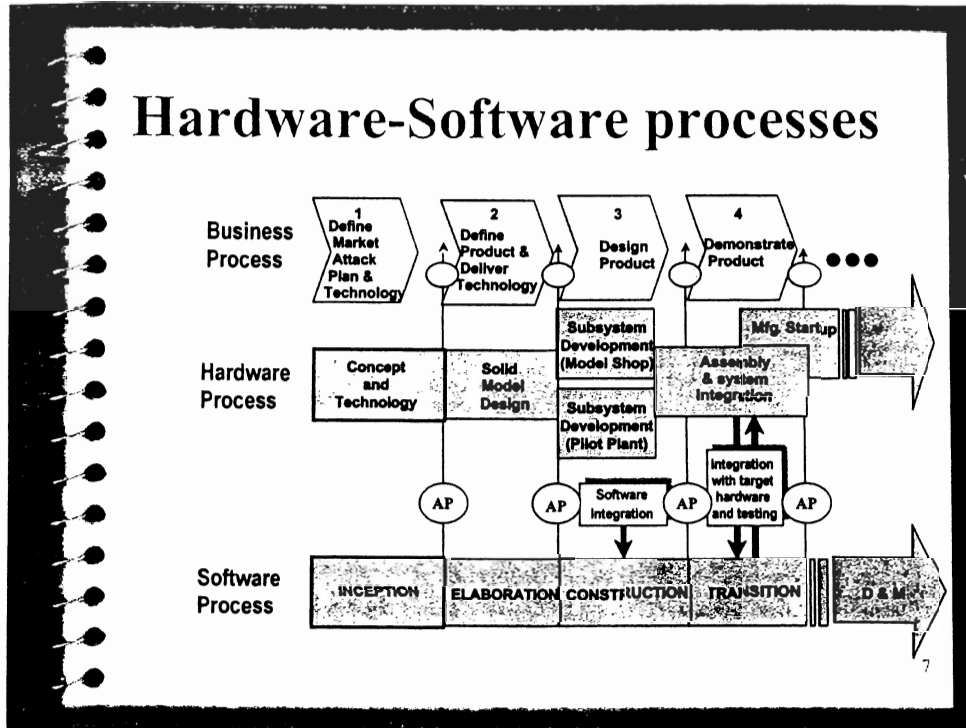 Hardware-Software processes
Business
Process
1
Define
Market
Attack
Plan &
Technology
2
Define
Product &
Deliver
Technology
3
Design
Product
4
Demonstrate
Product
Hardware
Process
Concept
and
Technology
Solid
Model
Design
Subsystem
Development
(Model Shop)
Subsystem
Development
(Pilot Plant)
Assembly
& system
Integration
Mfg. Startup
AP
AP
Software
Integration
AP
Integration
with target
hardware
and testing
AP
Software
Process
INCEPTION
ELABORATION
CONSTRUCTION
TRANSITION
D & M
7